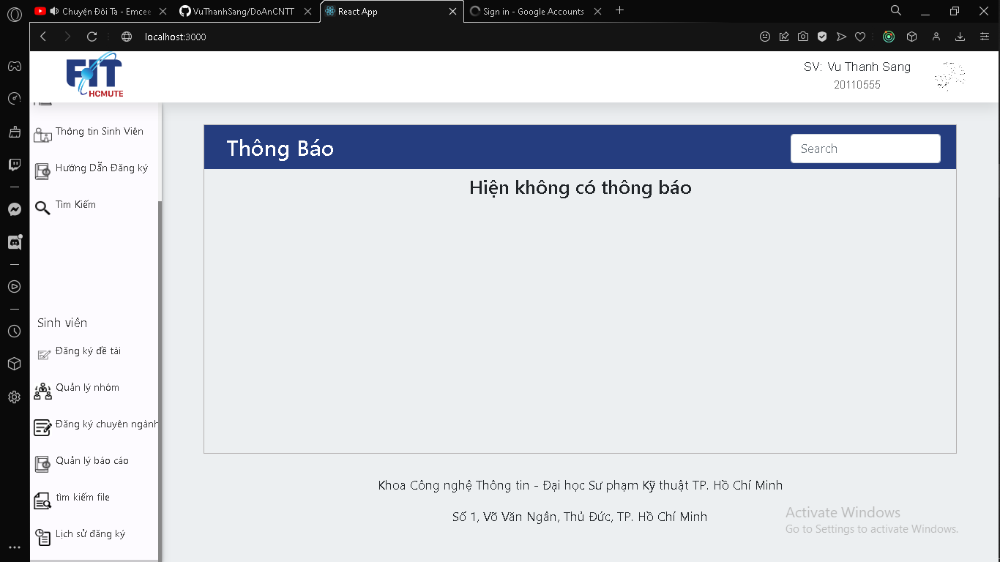 Chuyện Đôi Ta - Emcee
VuThanhSang/DoAnCNTT
React App
Sign in - Google Accounts
localhost:3000
FIT
HCMUTE
SV: Vu Thanh Sang
20110555
Thông tin Sinh Viên
Hướng Dẫn Đăng ký
Tìm Kiếm
Sinh viên
Đăng ký đề tài
Quản lý nhóm
Đăng ký chuyên ngành
Quản lý báo cáo
tìm kiếm file
Lịch sử đăng ký
Thông Báo
Search
Hiện không có thông báo
Khoa Công nghệ Thông tin - Đại học Sư phạm Kỹ thuật TP. Hồ Chí Minh
Số 1, Võ Văn Ngân, Thủ Đức, TP. Hồ Chí Minh
Activate Windows
Go to Settings to activate Windows.